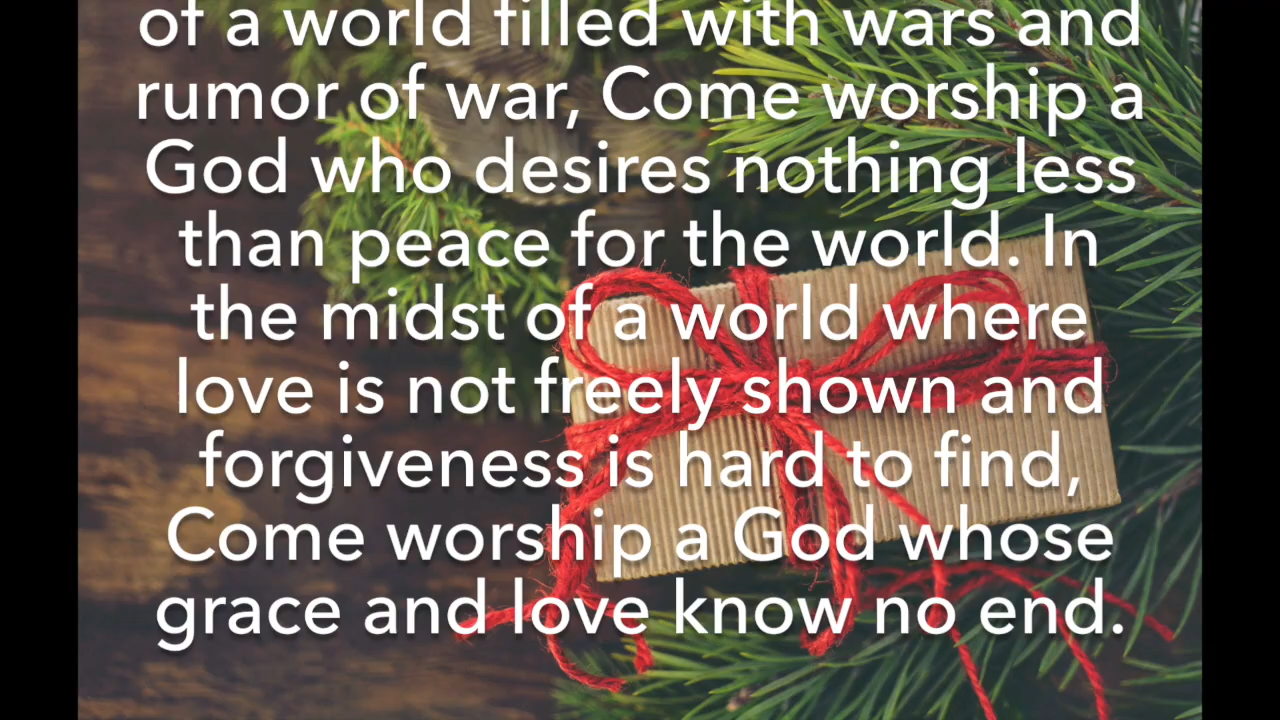 of a world filled with wars and
rumor of war, Come worship a
God who desires nothing less
than peace for the world. In
the midst of a world where
love is not freely shown and
forgiveness is hard to find,
Come worship a God whose
grace and love know no end.